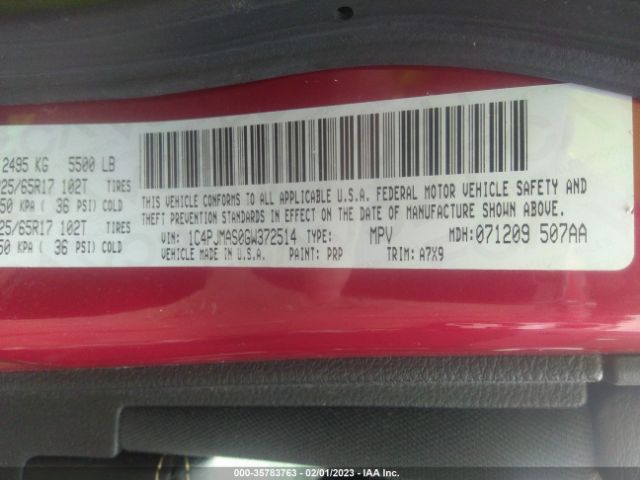 2495 KG 5500 LB
25/65R17 102T TIRES
50 KPA ( 36 PSI) COLD
25/65R17 102T TIRES
50 KPA ( 36 PSI) COLD
THIS VEHICLE CONFORMS TO ALL APPLICABLE U.S.A. FEDERAL MOTOR VEHICLE SAFETY AND
THEFT PREVENTION STANDARDS IN EFFECT ON THE DATE OF MANUFACTURE SHOWN ABOVE.
VIN: 1C4PJMAS0GW372514 TYPE: MPV MDH: 071209 507AA
VEHICLE MADE IN U.S.A. PAINT: PRP TRIM: A7X9
000-35783763 - 02/01/2023 - IAA Inc.